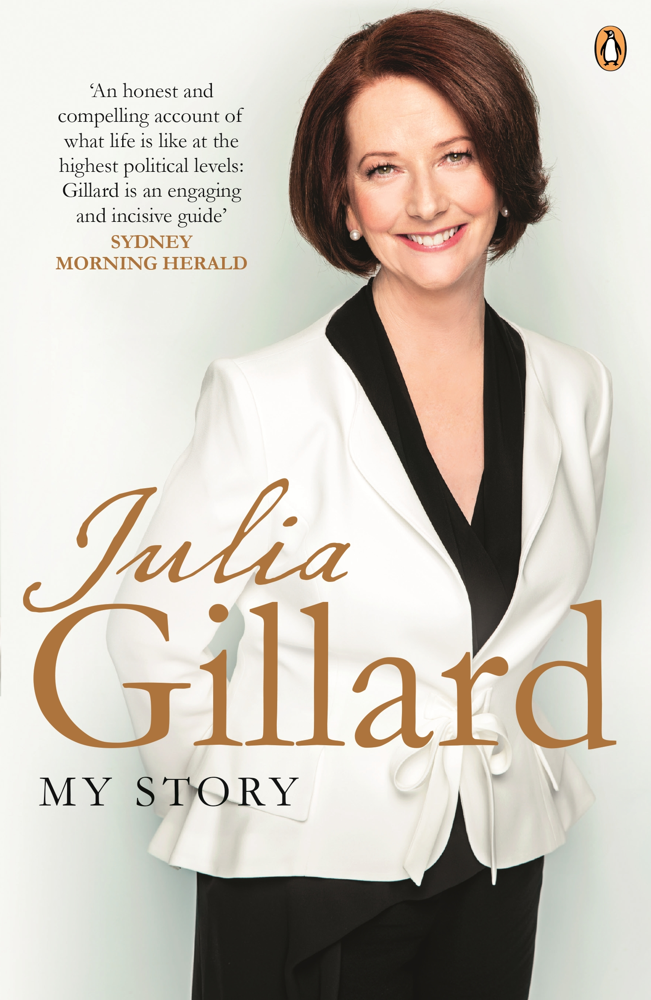 ‘An honest and
compelling account of
what life is like at the
highest political levels:
Gillard is an engaging
and incisive guide’
SYDNEY
MORNING HERALD
Julia
Gillard
MY STORY